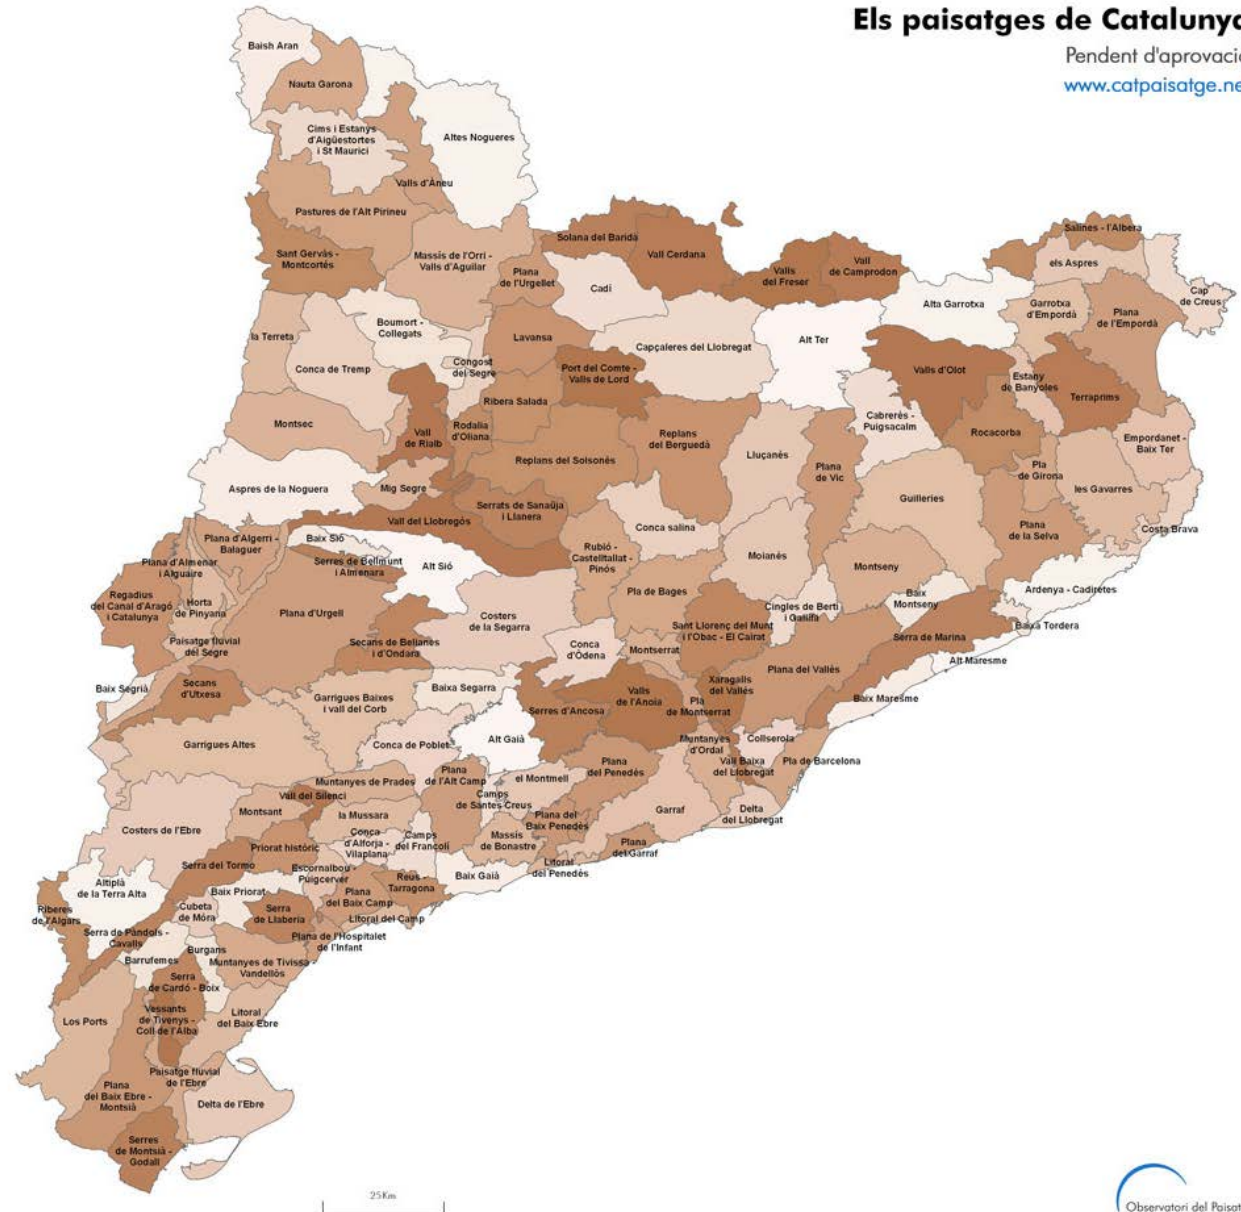 Els paisatges de Catalunya
Pendent d'aprovació
www.catpaisatge.ne
Baish Aran
Nauta Garona
Cims i Estanys
d'Aigüestortes
i St Maurici
Altes Nogueres
Valls d'Àneu
Pastures de l'Alt Pirineu
Sant Gervàs -
Montcortès
Massís de l'Orri -
Valls d'Aguilar
Solana del Baridà
Vall Cerdana
Plana
de l'Urgellet
Cadí
Valls
del Freser
Vall
de Camprodon
Salines - l'Albera
els Aspres
Cap
de Creus
Alta Garrotxa
Garrotxa
d'Empordà
Plana
de l'Empordà
la Terreta
Boumort -
Collegats
Conca de Tremp
Congost
del Segre
Lavansa
Capçaleres del Llobregat
Alt Ter
Port del Comte -
Valls de Lord
Valls d'Olot
Estany
de Banyoles
Terraprims
Montsec
Vall
de Rialb
Rodalia
d'Oliana
Ribera Salada
Replans
del Berguedà
Lluçanès
Cabrerès -
Puigsacalm
Rocacorba
Empordanet -
Baix Ter
Aspres de la Noguera
Mig Segre
Replans del Solsonès
Plana
de Vic
Guilleries
Pla
de Girona
les Gavarres
Serrats de Sanaüja
i Llanera
Vall del Llobregós
Conca salina
Plana
de la Selva
Costa Brava
Plana d'Algerri -
Balaguer
Baix Sió
Plana d'Almenar
i Alguaire
Serres de Bellmunt
i Almenara
Alt Sió
Rubió -
Castelltallat -
Pinós
Moianès
Montseny
Regadius
del Canal d'Aragó
i Catalunya
Horta
de Pinyana
Plana d'Urgell
Costers
de la Segarra
Pla de Bages
Cingles de Bertí
i Gallifa
Baix
Montseny
Ardenya - Cadiretes
Baixa Tordera
Paisatge fluvial
del Segre
Secans de Belianes
i d'Ondara
Conca
d'Òdena
Montserrat
Sant Llorenç del Munt
i l'Obac - El Cairat
Serra de Marina
Alt Maresme
Baix Segrià
Secans
d'Utxesa
Garrigues Baixes
i vall del Corb
Baixa Segarra
Serres d'Ancosa
Valls
de l'Anoia
Xaragalls
del Vallès
Plana del Vallès
Baix Maresme
Pla
de Montserrat
Garrigues Altes
Conca de Poblet
Alt Gaià
Muntanyes
d'Ordal
Collserola
Vall Baixa
del Llobregat
Pla de Barcelona
Muntanyes de Prades
Plana
de l'Alt Camp
el Montmell
Plana
del Penedès
Vall del Silenci
Camps
de Santes Creus
Costers de l'Ebre
Montsant
la Mussara
Plana del
Baix Penedès
Garraf
Delta
del Llobregat
Conca
d'Alforja -
Vilaplana
Camps
del Francolí
Massís
de Bonastre
Plana
del Garraf
Priorat històric
Serra del Tormo
Escornalbou -
Puigcerver
Litoral
del Penedès
Altiplà
de la Terra Alta
Baix Priorat
Reus -
Tarragona
Baix Gaià
Plana
del Baix Camp
Riberes
de l'Algars
Cubeta
de Móra
Serra
de Llaberia
Litoral del Camp
Serra de Pàndols -
Cavalls
Plana de l'Hospitalet
de l'Infant
Barrufemes
Burgans
Muntanyes de Tivissa -
Vandellòs
Serra
de Cardó - Boix
Los Ports
Vessants
de Tivenys -
Coll de l'Alba
Litoral
del Baix Ebre
Paisatge fluvial
de l'Ebre
Plana
del Baix Ebre -
Montsià
Delta de l'Ebre
Serres
de Montsià -
Godall
25Km
Observatori del Paisat